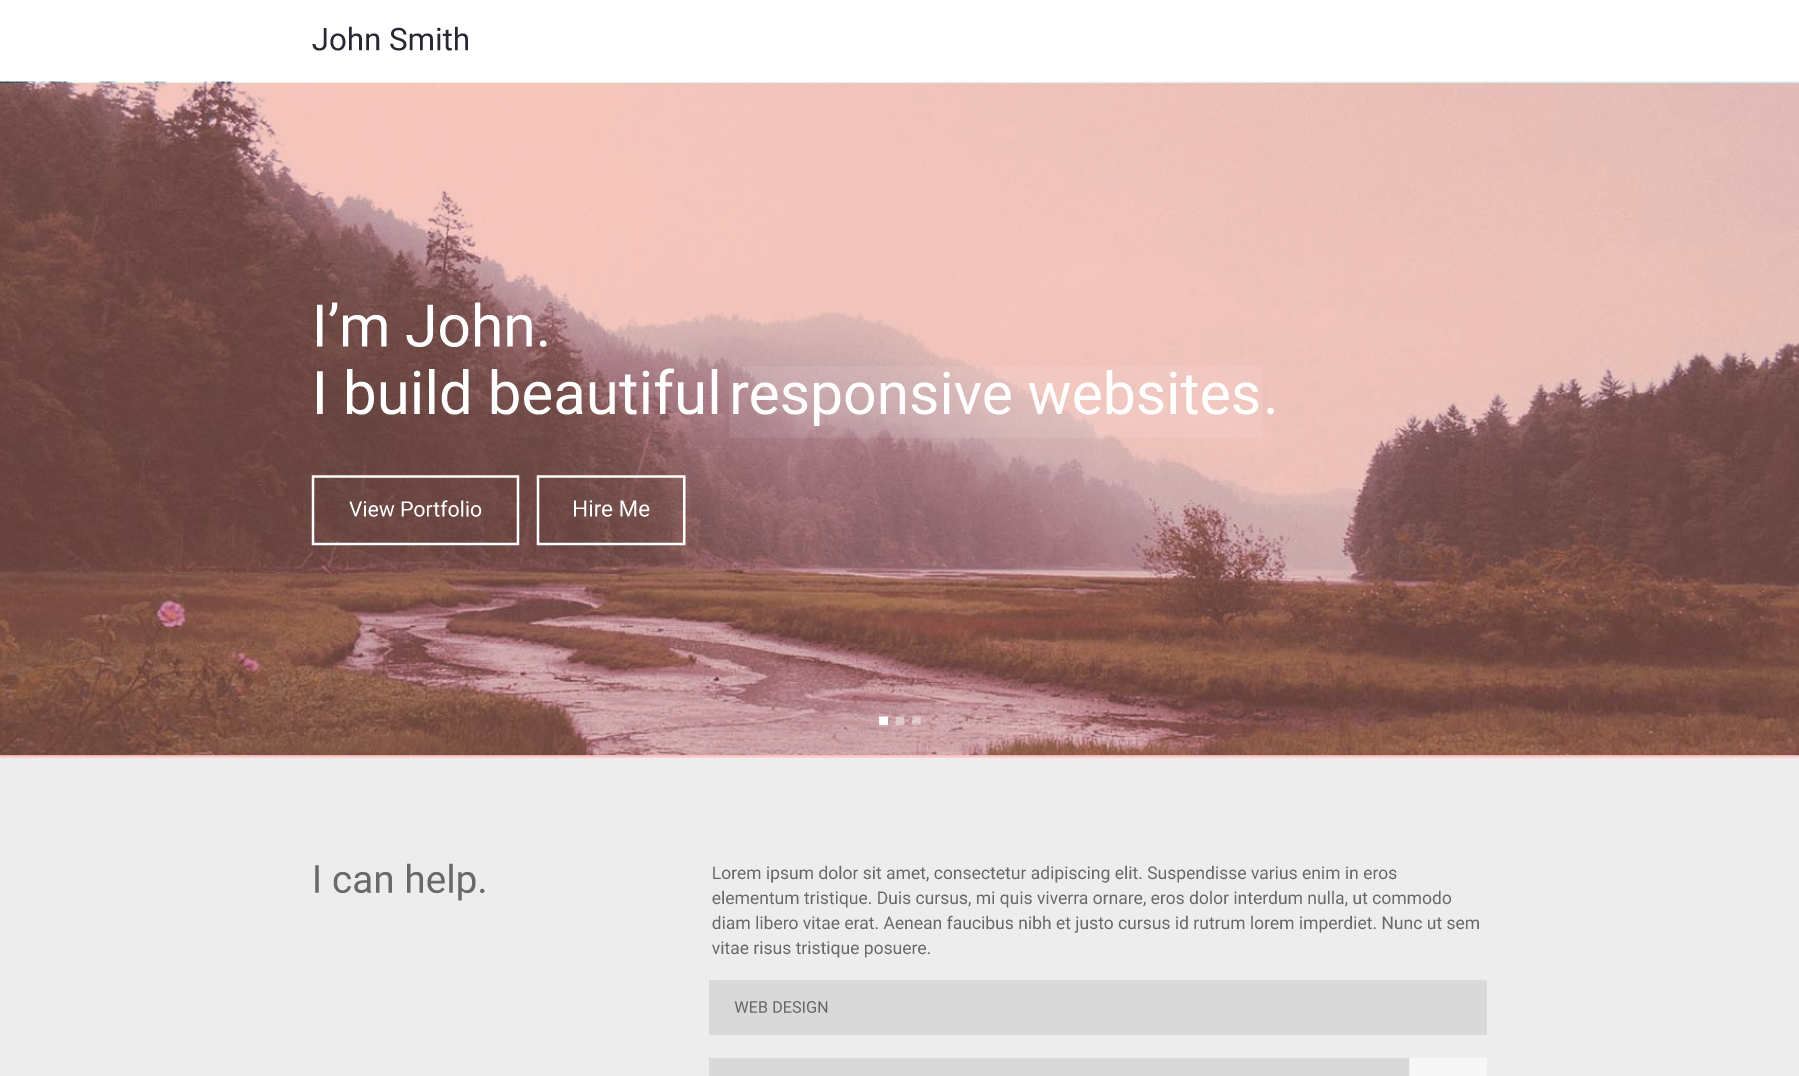 John Smith
I’m John.
I build beautiful responsive websites.
View Portfolio
Hire Me
I can help.
Lorem ipsum dolor sit amet, consectetur adipiscing elit. Suspendisse varius enim in eros
elementum tristique. Duis cursus, mi quis viverra ornare, eros dolor interdum nulla, ut commodo
diam libero vitae erat. Aenean faucibus nibh et justo cursus id rutrum lorem imperdiet. Nunc ut sem
vitae risus tristique posuere.
WEB DESIGN